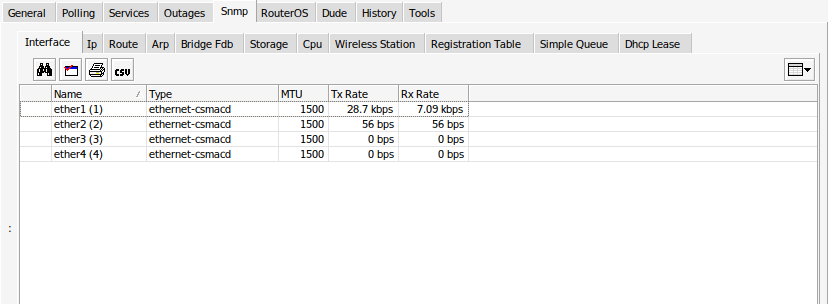 General Polling Services Outages Snmp RouterOS Dude History Tools
Interface Ip Route Arp Bridge Fdb Storage Cpu Wireless Station Registration Table Simple Queue Dhcp Lease
CSV
Name / Type MTU Tx Rate Rx Rate
ether1 (1) ethernet-csmacd 1500 28.7 kbps 7.09 kbps
ether2 (2) ethernet-csmacd 1500 56 bps 56 bps
ether3 (3) ethernet-csmacd 1500 0 bps 0 bps
ether4 (4) ethernet-csmacd 1500 0 bps 0 bps
: